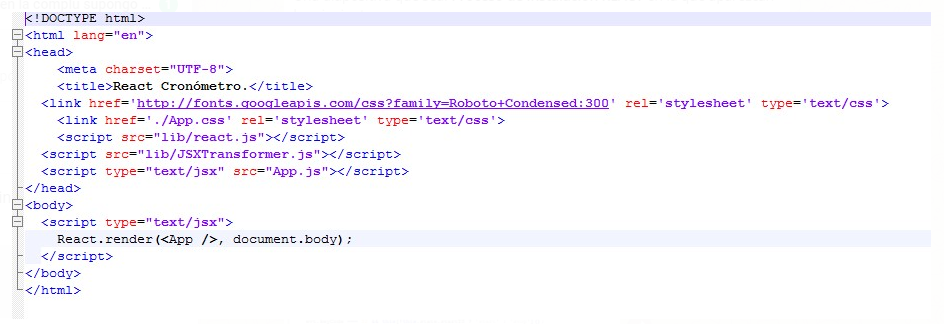 <!DOCTYPE html>
<html lang="en">
<head>
<meta charset="UTF-8">
<title>React Cronómetro.</title>
<link href='http://fonts.googleapis.com/css?family=Roboto+Condensed:300' rel='stylesheet' type='text/css'>
<link href='./App.css' rel='stylesheet' type='text/css'>
<script src="lib/react.js"></script>
<script src="lib/JSXTransformer.js"></script>
<script type="text/jsx" src="App.js"></script>
</head>
<body>
<script type="text/jsx">
React.render(<App />, document.body);
</script>
</body>
</html>